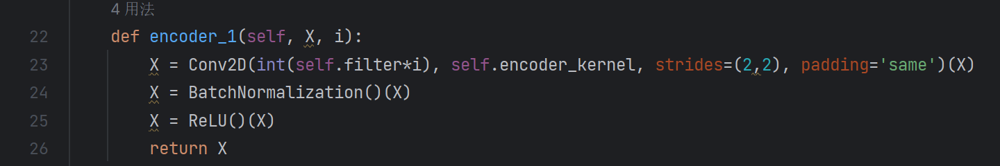 4 用法
22 def encoder_1(self, X, i):
23 X = Conv2D(int(self.filter*i), self.encoder_kernel, strides=(2,2), padding='same')(X)
24 X = BatchNormalization()(X)
25 X = ReLU()(X)
26 return X